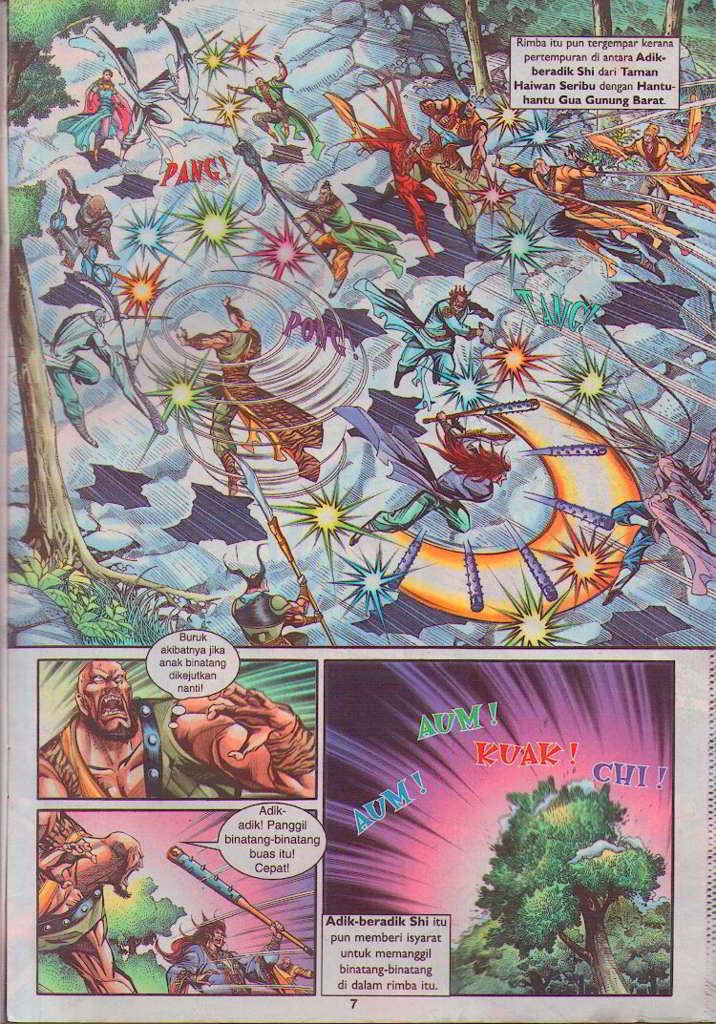 Rimba itu pun tergempar kerana
pertempuran di antara Adik-
beradik Shi dari Taman
Haiwan Seribu dengan Hantu-
hantu Gua Gunung Barat.
PANG!
PONG!
TANG!
Buruk
akibatnya jika
anak binatang
dikejutkan
nanti!
Adik-
adik! Panggil
binatang-binatang
buas itu!
Cepat!
AUM!
KUAK!
CHI!
AUM!
Adik-beradik Shi itu
pun memberi isyarat
untuk memanggil
binatang-binatang
di dalam rimba itu.
7